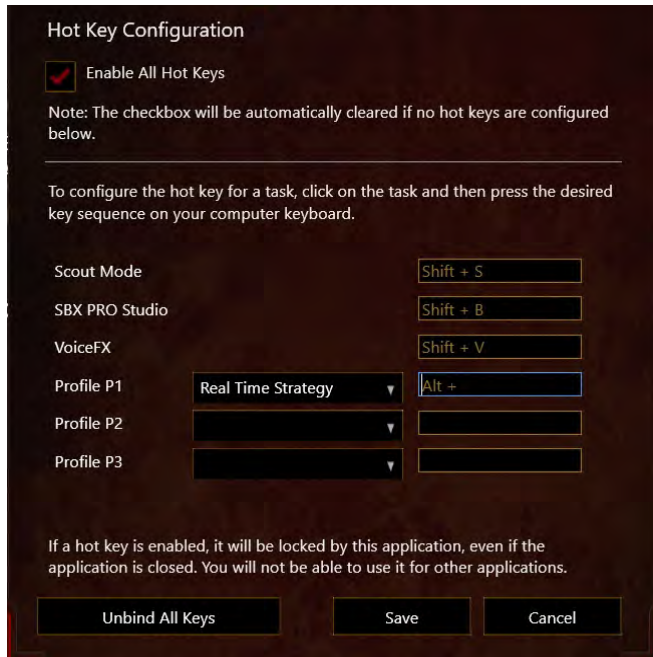 Hot Key Configuration
Enable All Hot Keys
Note: The checkbox will be automatically cleared if no hot keys are configured
below.
To configure the hot key for a task, click on the task and then press the desired
key sequence on your computer keyboard.
Scout Mode Shift + S
SBX PRO Studio Shift + B
VoiceFX Shift + V
Profile P1 Real Time Strategy Alt +
Profile P2
Profile P3
If a hot key is enabled, it will be locked by this application, even if the
application is closed. You will not be able to use it for other applications.
Unbind All Keys Save Cancel